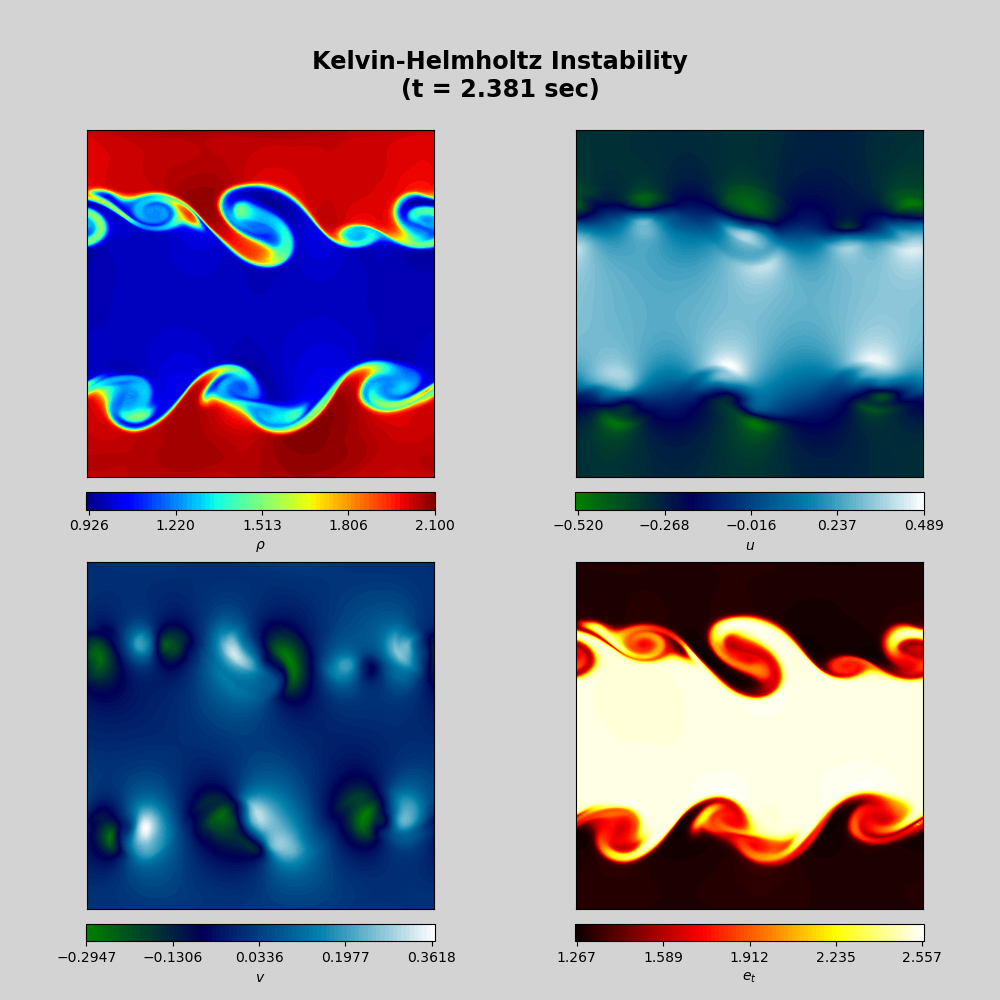 Kelvin-Helmholtz Instability
(t = 2.381 sec)
0.926 1.220 1.513 1.806 2.100
ρ
−0.520 −0.268 −0.016 0.237 0.489
u
−0.2947 −0.1306 0.0336 0.1977 0.3618
v
1.267 1.589 1.912 2.235 2.557
eₜ